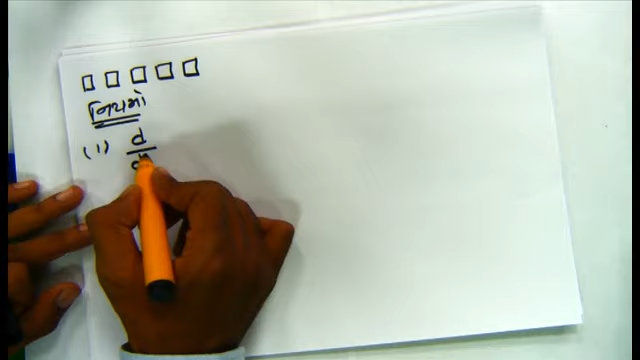 □ □ □ □ □
નિયમો
(1) d